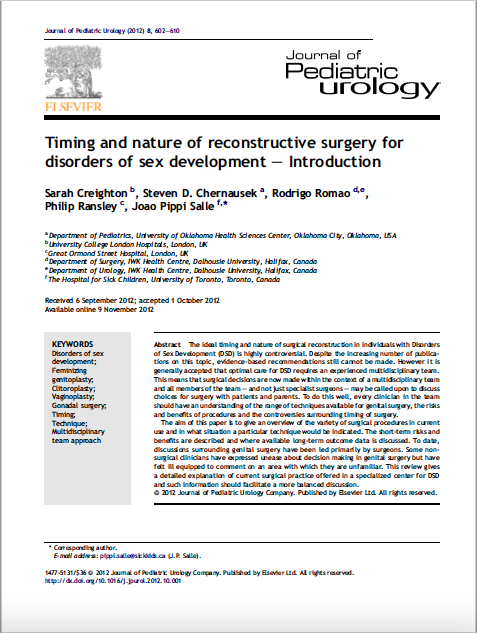 Journal of Pediatric Urology (2012) 8, 602–610
ELSEVIER
Journal of
Pediatric
urology
Timing and nature of reconstructive surgery for
disorders of sex development – Introduction
Sarah Creighton b, Steven D. Chernausek a, Rodrigo Romao d,e,
Philip Ransley c, Joao Pippi Salle f,*
a Department of Pediatrics, University of Oklahoma Health Sciences Center, Oklahoma City, Oklahoma, USA
b University College London Hospitals, London, UK
c Great Ormond Street Hospital, London, UK
d Department of Surgery, IWK Health Centre, Dalhousie University, Halifax, Canada
e Department of Urology, IWK Health Centre, Dalhousie University, Halifax, Canada
f The Hospital for Sick Children, University of Toronto, Toronto, Canada
Received 6 September 2012; accepted 1 October 2012
Available online 9 November 2012
KEYWORDS
Disorders of sex
development;
Feminizing
genitoplasty;
Clitoroplasty;
Vaginoplasty;
Gonadal surgery;
Timing;
Technique;
Multidisciplinary
team approach
Abstract The ideal timing and nature of surgical reconstruction in individuals with Disorders
of Sex Development (DSD) is highly controversial. Despite the increasing number of publica-
tions on this topic, evidence-based recommendations still cannot be made. However it is
generally accepted that optimal care for DSD requires an experienced multidisciplinary team.
This means that surgical decisions are now made within the context of a multidisciplinary team
and all members of the team — and not just specialist surgeons — may be called upon to discuss
choices for surgery with patients and parents. To do this well, every clinician in the team
should have an understanding of the range of techniques available for genital surgery, the risks
and benefits of procedures and the controversies surrounding timing of surgery.
The aim of this paper is to give an overview of the variety of surgical procedures in current
use and in what situation a particular technique would be indicated. The short-term risks and
benefits are described and where available long-term outcome data is discussed. To date,
discussions surrounding genital surgery have been led primarily by surgeons. Some non-
surgical clinicians have expressed unease about decision making in genital surgery but have
felt ill equipped to comment on an area with which they are unfamiliar. This review gives
a detailed explanation of current surgical practice offered in a specialized center for DSD
and such information should facilitate a more balanced discussion.
© 2012 Journal of Pediatric Urology Company. Published by Elsevier Ltd. All rights reserved.
* Corresponding author.
E-mail address: pippi.salle@sickkids.ca (J.P. Salle).
1477-5131/$36 © 2012 Journal of Pediatric Urology Company. Published by Elsevier Ltd. All rights reserved.
http://dx.doi.org/10.1016/j.jpurol.2012.10.001